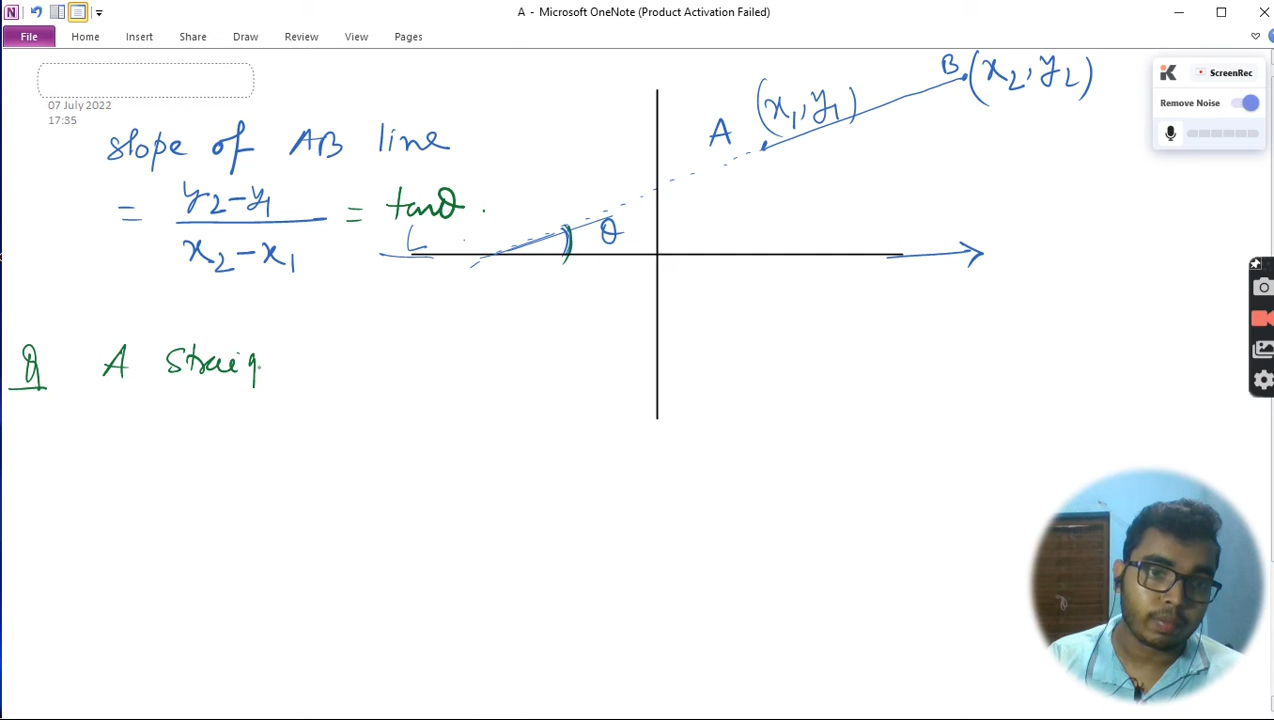 A - Microsoft OneNote (Product Activation Failed)
File Home Insert Share Draw Review View Pages
ScreenRec
Remove Noise
07 July 2022
17:35
B (x₂, y₂)
A (x₁, y₁)
slope of AB line
= y₂-y₁ / x₂-x₁ = tanθ .
θ
Q A straig